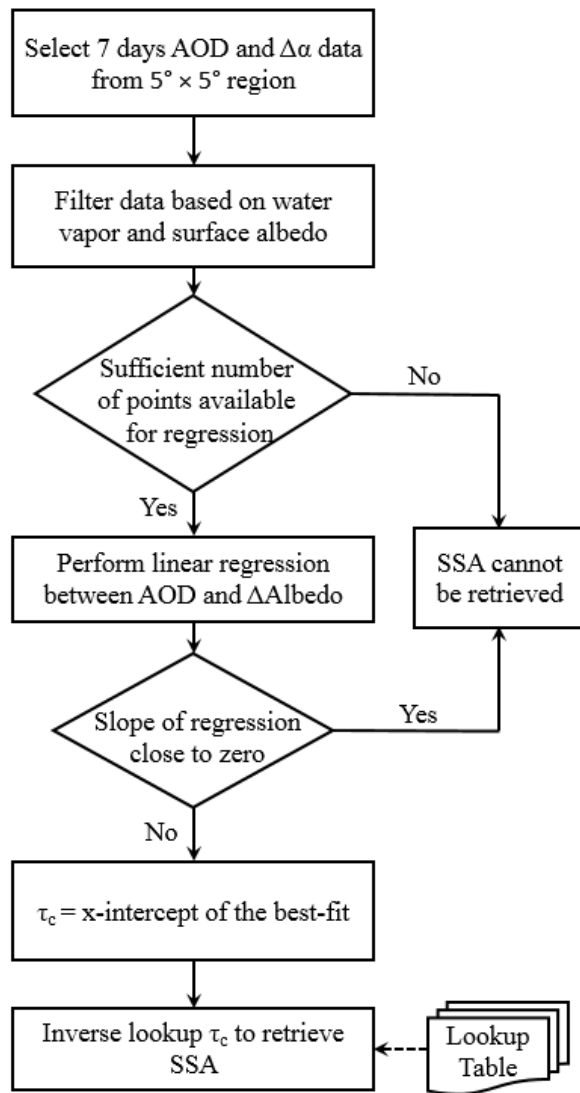 Select 7 days AOD and Δα data
from 5° × 5° region
Filter data based on water
vapor and surface albedo
Sufficient number
of points available
for regression
No
Yes
Perform linear regression
between AOD and ΔAlbedo
SSA cannot
be retrieved
Slope of regression
close to zero
Yes
No
τc = x-intercept of the best-fit
Inverse lookup τc to retrieve
SSA
Lookup
Table